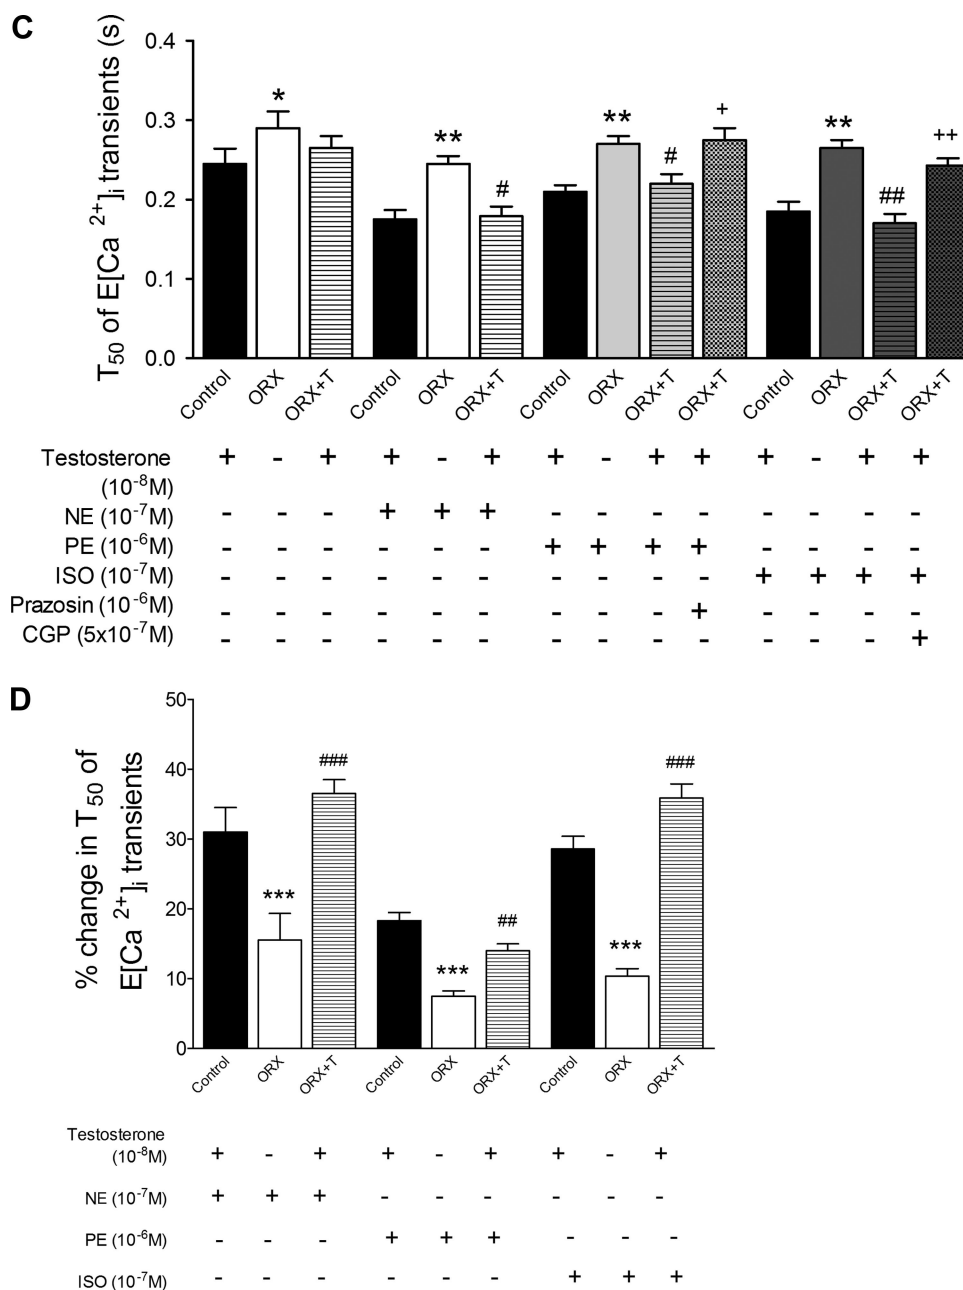 C
T50 of E[Ca 2+]i transients (s)
0.4
0.3
0.2
0.1
0.0
* ** # ** # + ** ## ++
Control ORX ORX+T Control ORX ORX+T Control ORX ORX+T ORX+T Control ORX ORX+T ORX+T
Testosterone + - + + - + + - + + + - + +
(10-8M)
NE (10-7M) - - - + + + - - - - - - - -
PE (10-6M) - - - - - - + + + + - - - -
ISO (10-7M) - - - - - - - - - - + + + +
Prazosin (10-6M) - - - - - - - - - + - - - -
CGP (5x10-7M) - - - - - - - - - - - - - +
D
% change in T50 of
E[Ca 2+]i transients
50
40
30
20
10
0
*** ### *** ## *** ###
Control ORX ORX+T Control ORX ORX+T Control ORX ORX+T
Testosterone
(10-8M) + - + + - + + - +
NE (10-7M) + + + - - - - - -
PE (10-6M) - - - + + + - - -
ISO (10-7M) - - - - - - + + +